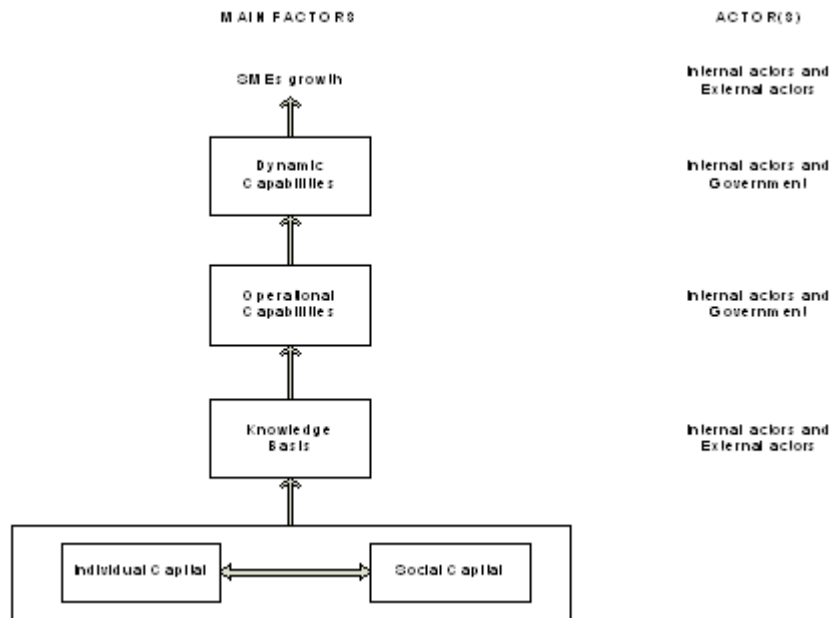 MAIN FACTORS
ACTOR(S)
SMEs growth
Internal actors and
External actors
Dynamic
Capabilities
Internal actors and
Government
Operational
Capabilities
Internal actors and
Government
Knowledge
Basis
Internal actors and
External actors
Individual Capital
Social Capital